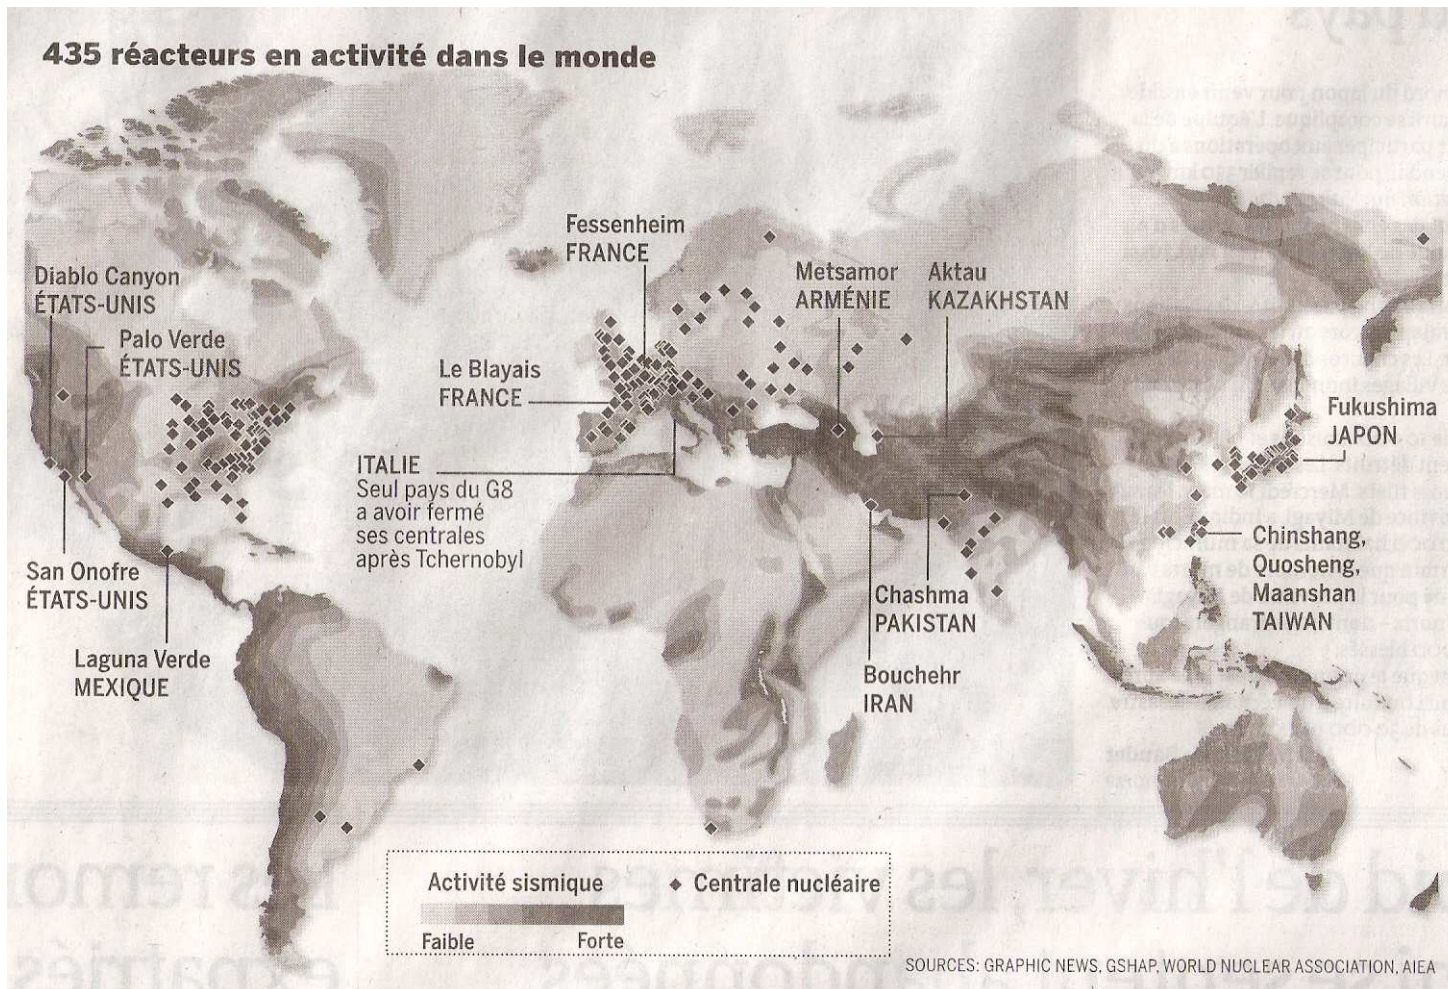 435 réacteurs en activité dans le monde
Fessenheim
FRANCE
Diablo Canyon
ÉTATS-UNIS
Metsamor
ARMÉNIE
Aktau
KAZAKHSTAN
Palo Verde
ÉTATS-UNIS
Le Blayais
FRANCE
Fukushima
JAPON
ITALIE
Seul pays du G8
a avoir fermé
ses centrales
après Tchernobyl
Chinshang,
Quosheng,
Maanshan
TAIWAN
San Onofre
ÉTATS-UNIS
Chashma
PAKISTAN
Laguna Verde
MEXIQUE
Bouchehr
IRAN
Activité sismique
Centrale nucléaire
Faible
Forte
SOURCES: GRAPHIC NEWS, GSHAP, WORLD NUCLEAR ASSOCIATION, AIEA